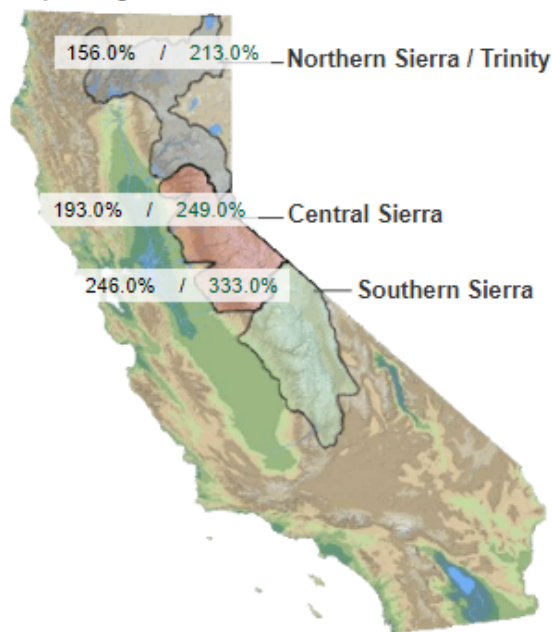 156.0% / 213.0% Northern Sierra / Trinity
193.0% / 249.0% Central Sierra
246.0% / 333.0% Southern Sierra